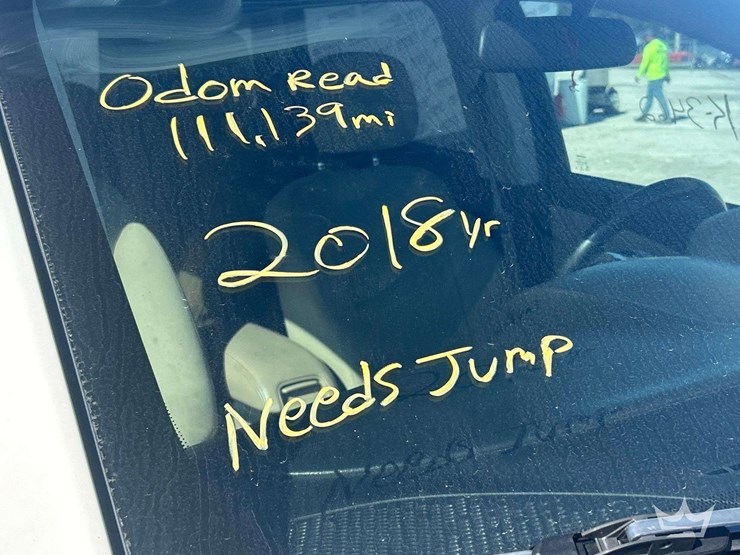 Odom Read
111,139mi
2018yr
Needs Jump